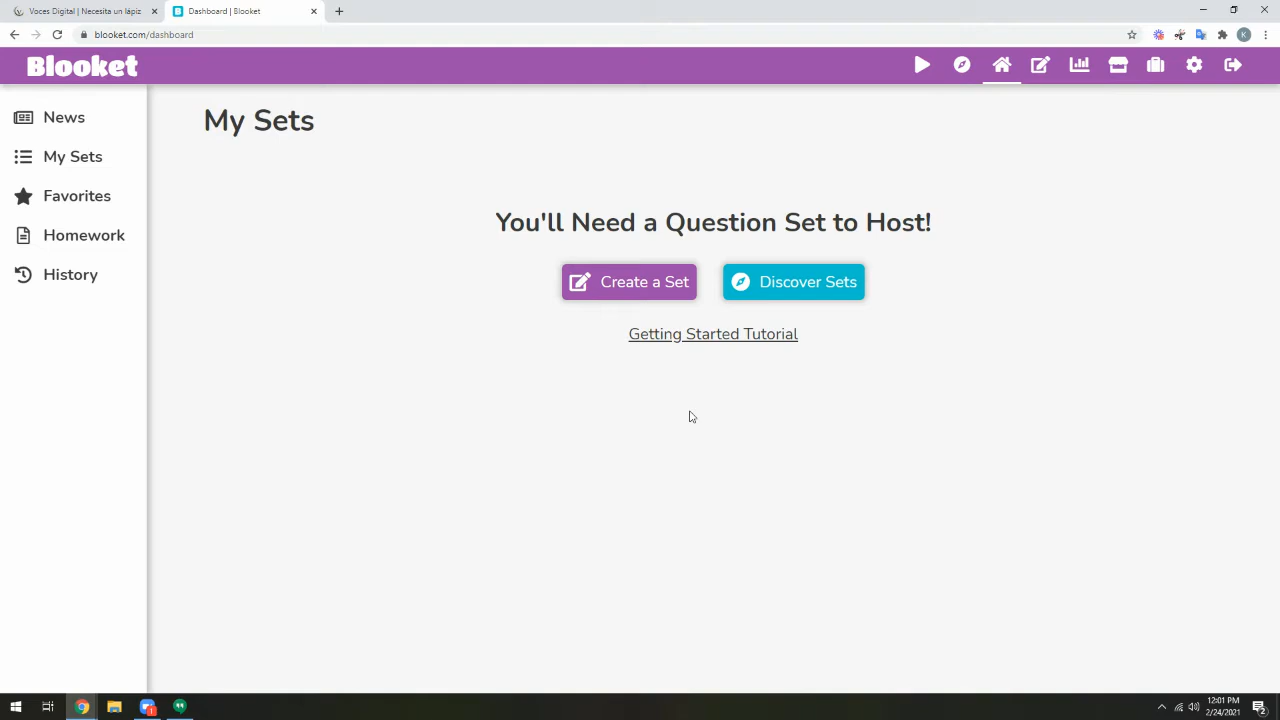 Voces Digital | Necesita un lápiz
Dashboard | Blooket
blooket.com/dashboard
K
Blooket
News
My Sets
Favorites
Homework
History
My Sets
You'll Need a Question Set to Host!
Create a Set
Discover Sets
Getting Started Tutorial
12:01 PM
2/24/2021
2